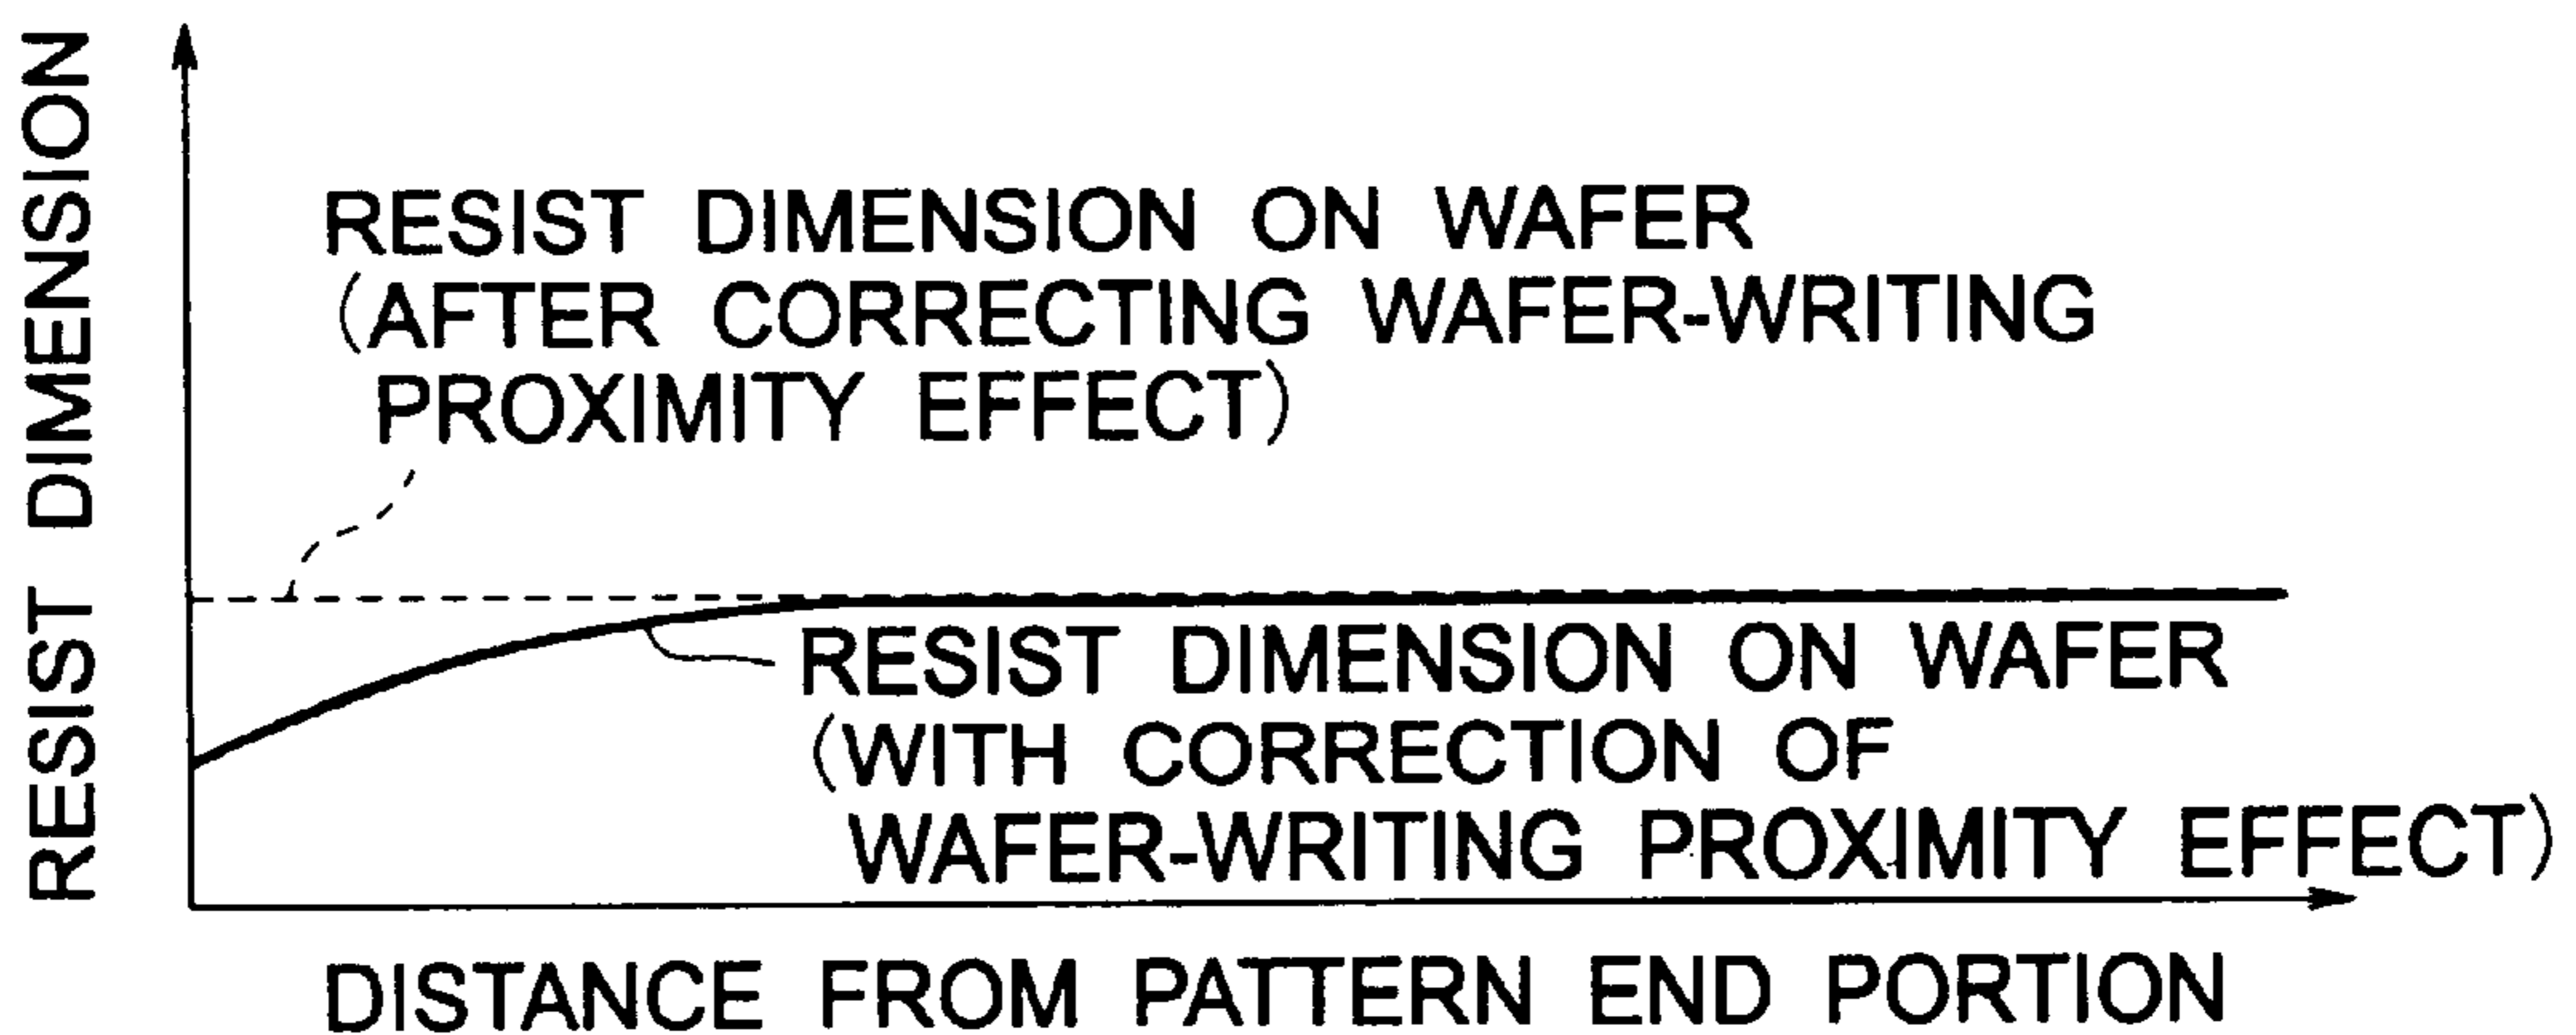 RESIST DIMENSION
RESIST DIMENSION ON WAFER
(AFTER CORRECTING WAFER-WRITING
PROXIMITY EFFECT)
RESIST DIMENSION ON WAFER
(WITH CORRECTION OF
WAFER-WRITING PROXIMITY EFFECT)
DISTANCE FROM PATTERN END PORTION